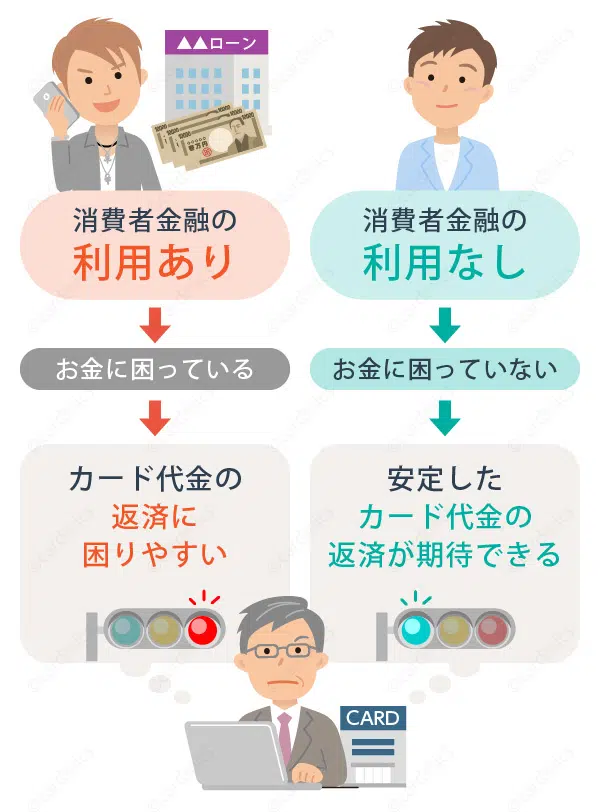 ▲▲ローン
消費者金融の
利用あり
お金に困っている
カード代金の
返済に
困りやすい
消費者金融の
利用なし
お金に困っていない
安定した
カード代金の
返済が期待できる
CARD